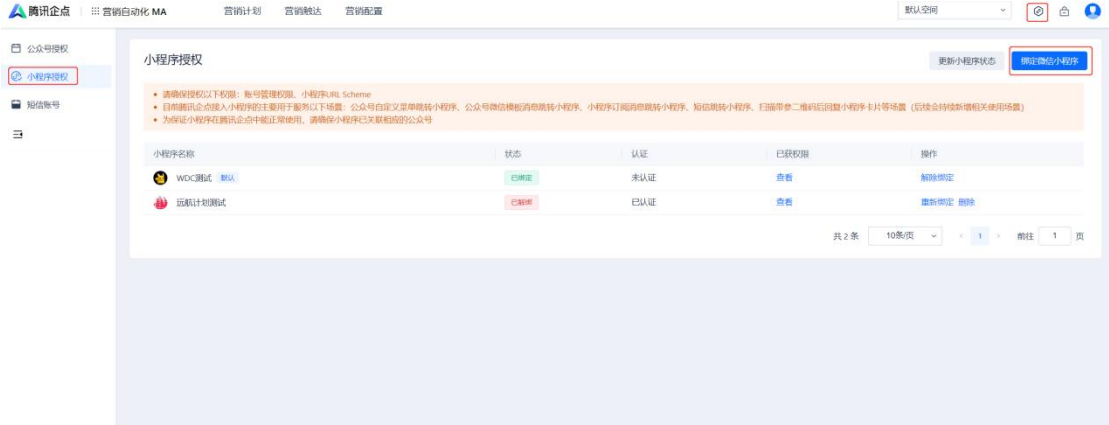 腾讯企点 营销自动化 MA 营销计划 营销触达 营销配置 默认空间
公众号授权
小程序授权
短信账号
小程序授权 更新小程序状态 绑定微信小程序
• 请确保授权以下权限：账号管理权限、小程序URL Scheme
• 目前腾讯企点接入小程序的主要用于服务以下场景：公众号自定义菜单跳转小程序、公众号微信模板消息跳转小程序、小程序订阅消息跳转小程序、短信跳转小程序、扫描带参二维码后回复小程序卡片等场景（后续会持续新增相关使用场景）
• 为保证小程序在腾讯企点中能正常使用，请确保小程序已关联相应的公众号
小程序名称 状态 认证 已获权限 操作
WDC测试 默认 已绑定 未认证 查看 解除绑定
远航计划测试 已解绑 已认证 查看 重新绑定 删除
共 2 条 10条/页 1 前往 1 页